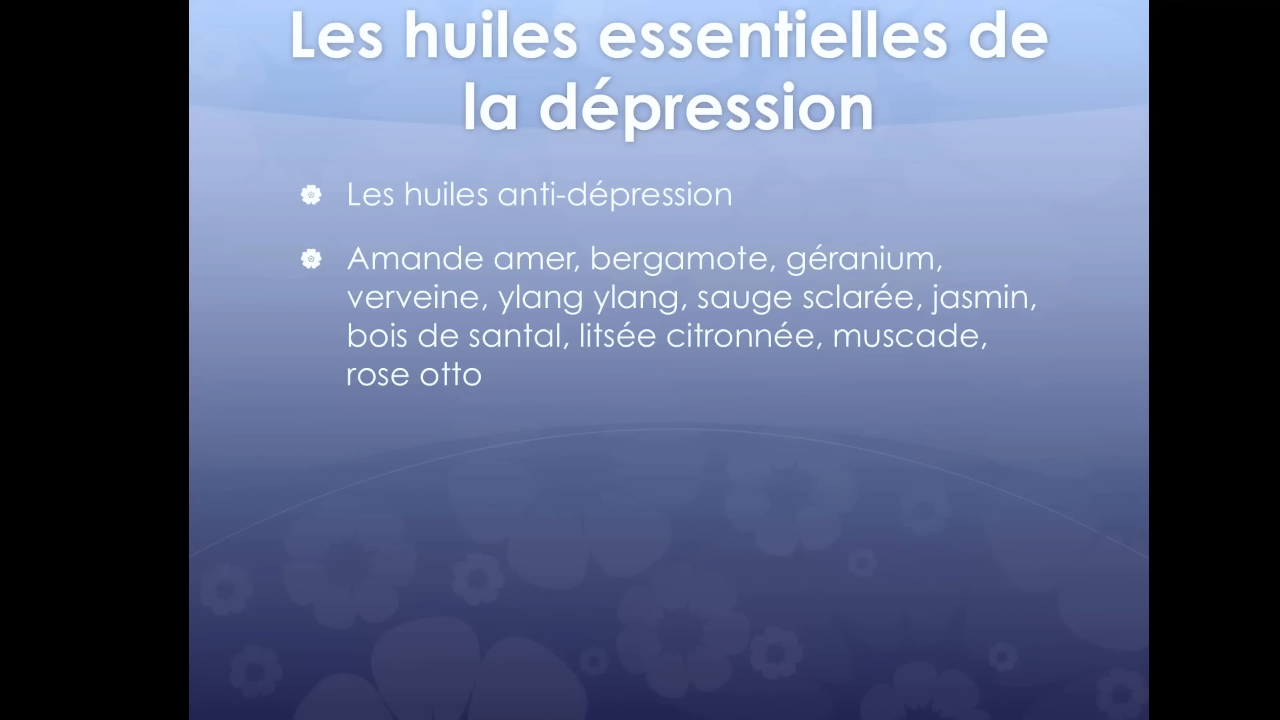 Les huiles essentielles de
la dépression
Les huiles anti-dépression
Amande amer, bergamote, géranium,
verveine, ylang ylang, sauge sclarée, jasmin,
bois de santal, litsée citronnée, muscade,
rose otto